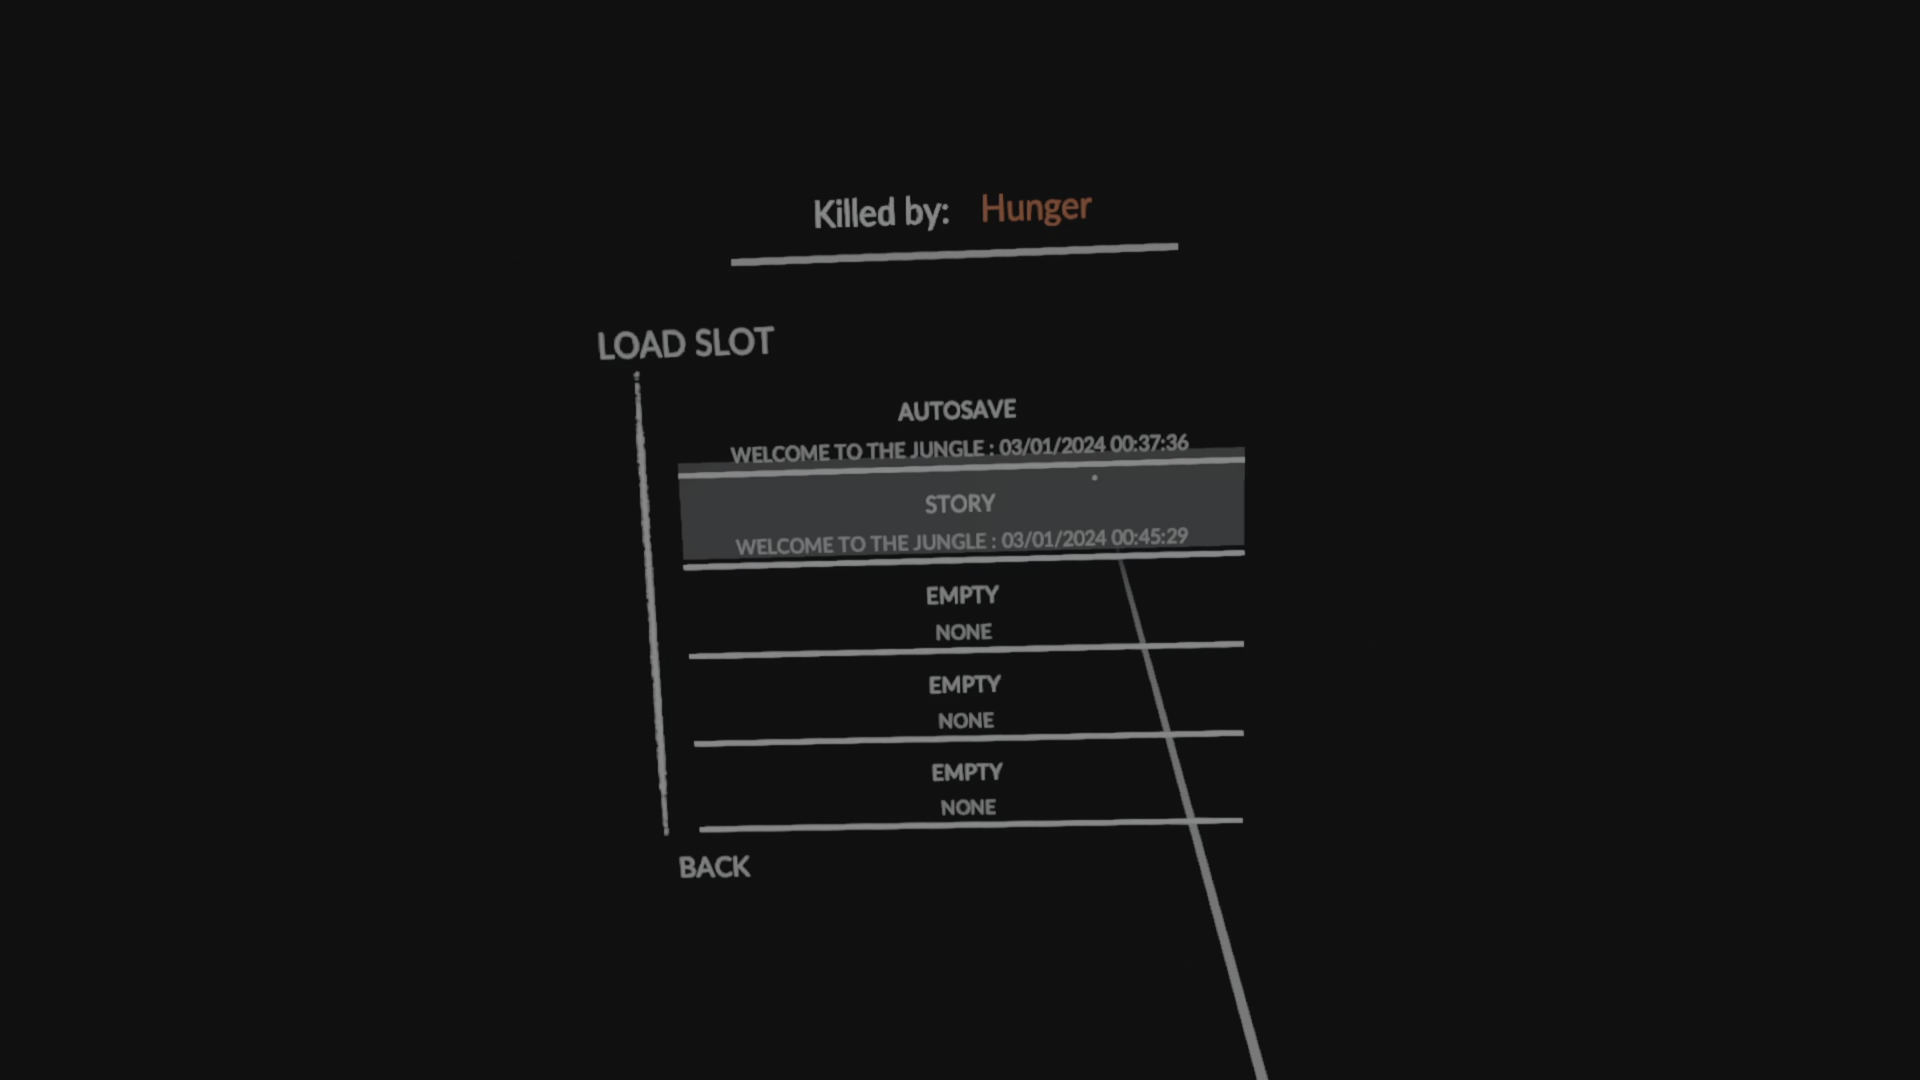 Killed by: Hunger
LOAD SLOT
AUTOSAVE
WELCOME TO THE JUNGLE : 03/01/2024 00:37:36
STORY
WELCOME TO THE JUNGLE : 03/01/2024 00:45:29
EMPTY
NONE
EMPTY
NONE
EMPTY
NONE
BACK